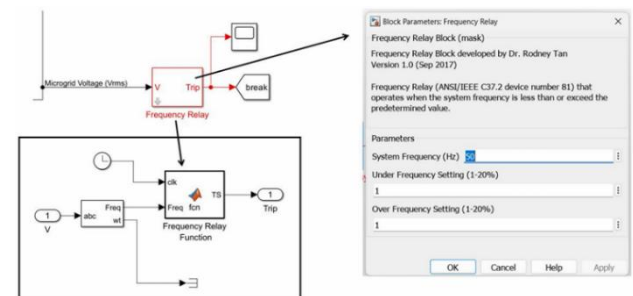 Microgrid Voltage (Vrms)
V
Trip
break
Frequency Relay
clk
Freq
fcn
TS
1
Trip
Frequency Relay
Function
1
V
abc
Freq
wt
Block Parameters: Frequency Relay
Frequency Relay Block (mask)
Frequency Relay Block developed by Dr. Rodney Tan
Version 1.0 (Sep 2017)
Frequency Relay (ANSI/IEEE C37.2 device number 81) that
operates when the system frequency is less than or exceed the
predetermined value.
Parameters
System Frequency (Hz) 50
Under Frequency Setting (1-20%)
1
Over Frequency Setting (1-20%)
1
OK Cancel Help Apply